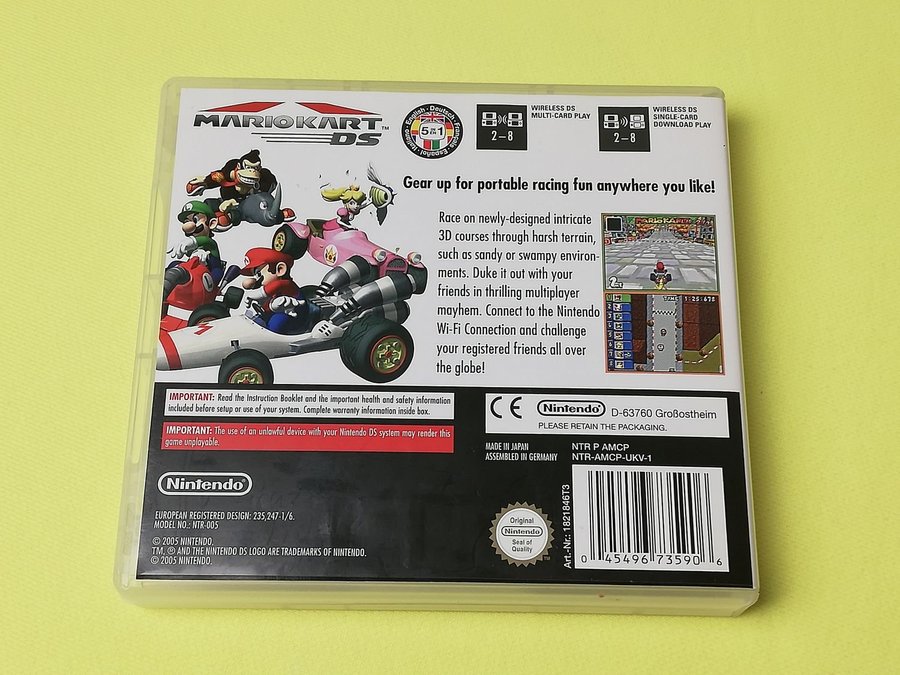 MARIOKART™
DS
English • Deutsch • Français • Español • Italiano
5in1
2–8
WIRELESS DS
MULTI-CARD PLAY
2–8
WIRELESS DS
SINGLE-CARD
DOWNLOAD PLAY
Gear up for portable racing fun anywhere you like!
Race on newly-designed intricate
3D courses through harsh terrain,
such as sandy or swampy environ-
ments. Duke it out with your
friends in thrilling multiplayer
mayhem. Connect to the Nintendo
Wi-Fi Connection and challenge
your registered friends all over
the globe!
MARIO KART
TIME 1:25:678
IMPORTANT: Read the Instruction Booklet and the important health and safety information
included before setup or use of your system. Complete warranty information inside box.
IMPORTANT: The use of an unlawful device with your Nintendo DS system may render this
game unplayable.
CE Nintendo® D-63760 Großostheim
PLEASE RETAIN THE PACKAGING.
MADE IN JAPAN
ASSEMBLED IN GERMANY
NTR P AMCP
NTR-AMCP-UKV-1
Nintendo®
EUROPEAN REGISTERED DESIGN: 235,247-1/6.
MODEL NO.: NTR-005
© 2005 NINTENDO.
TM, ® AND THE NINTENDO DS LOGO ARE TRADEMARKS OF NINTENDO.
© 2005 NINTENDO.
Original
Nintendo
Seal of
Quality
Art.-Nr.: 1821846T3
0 45496 73590 6